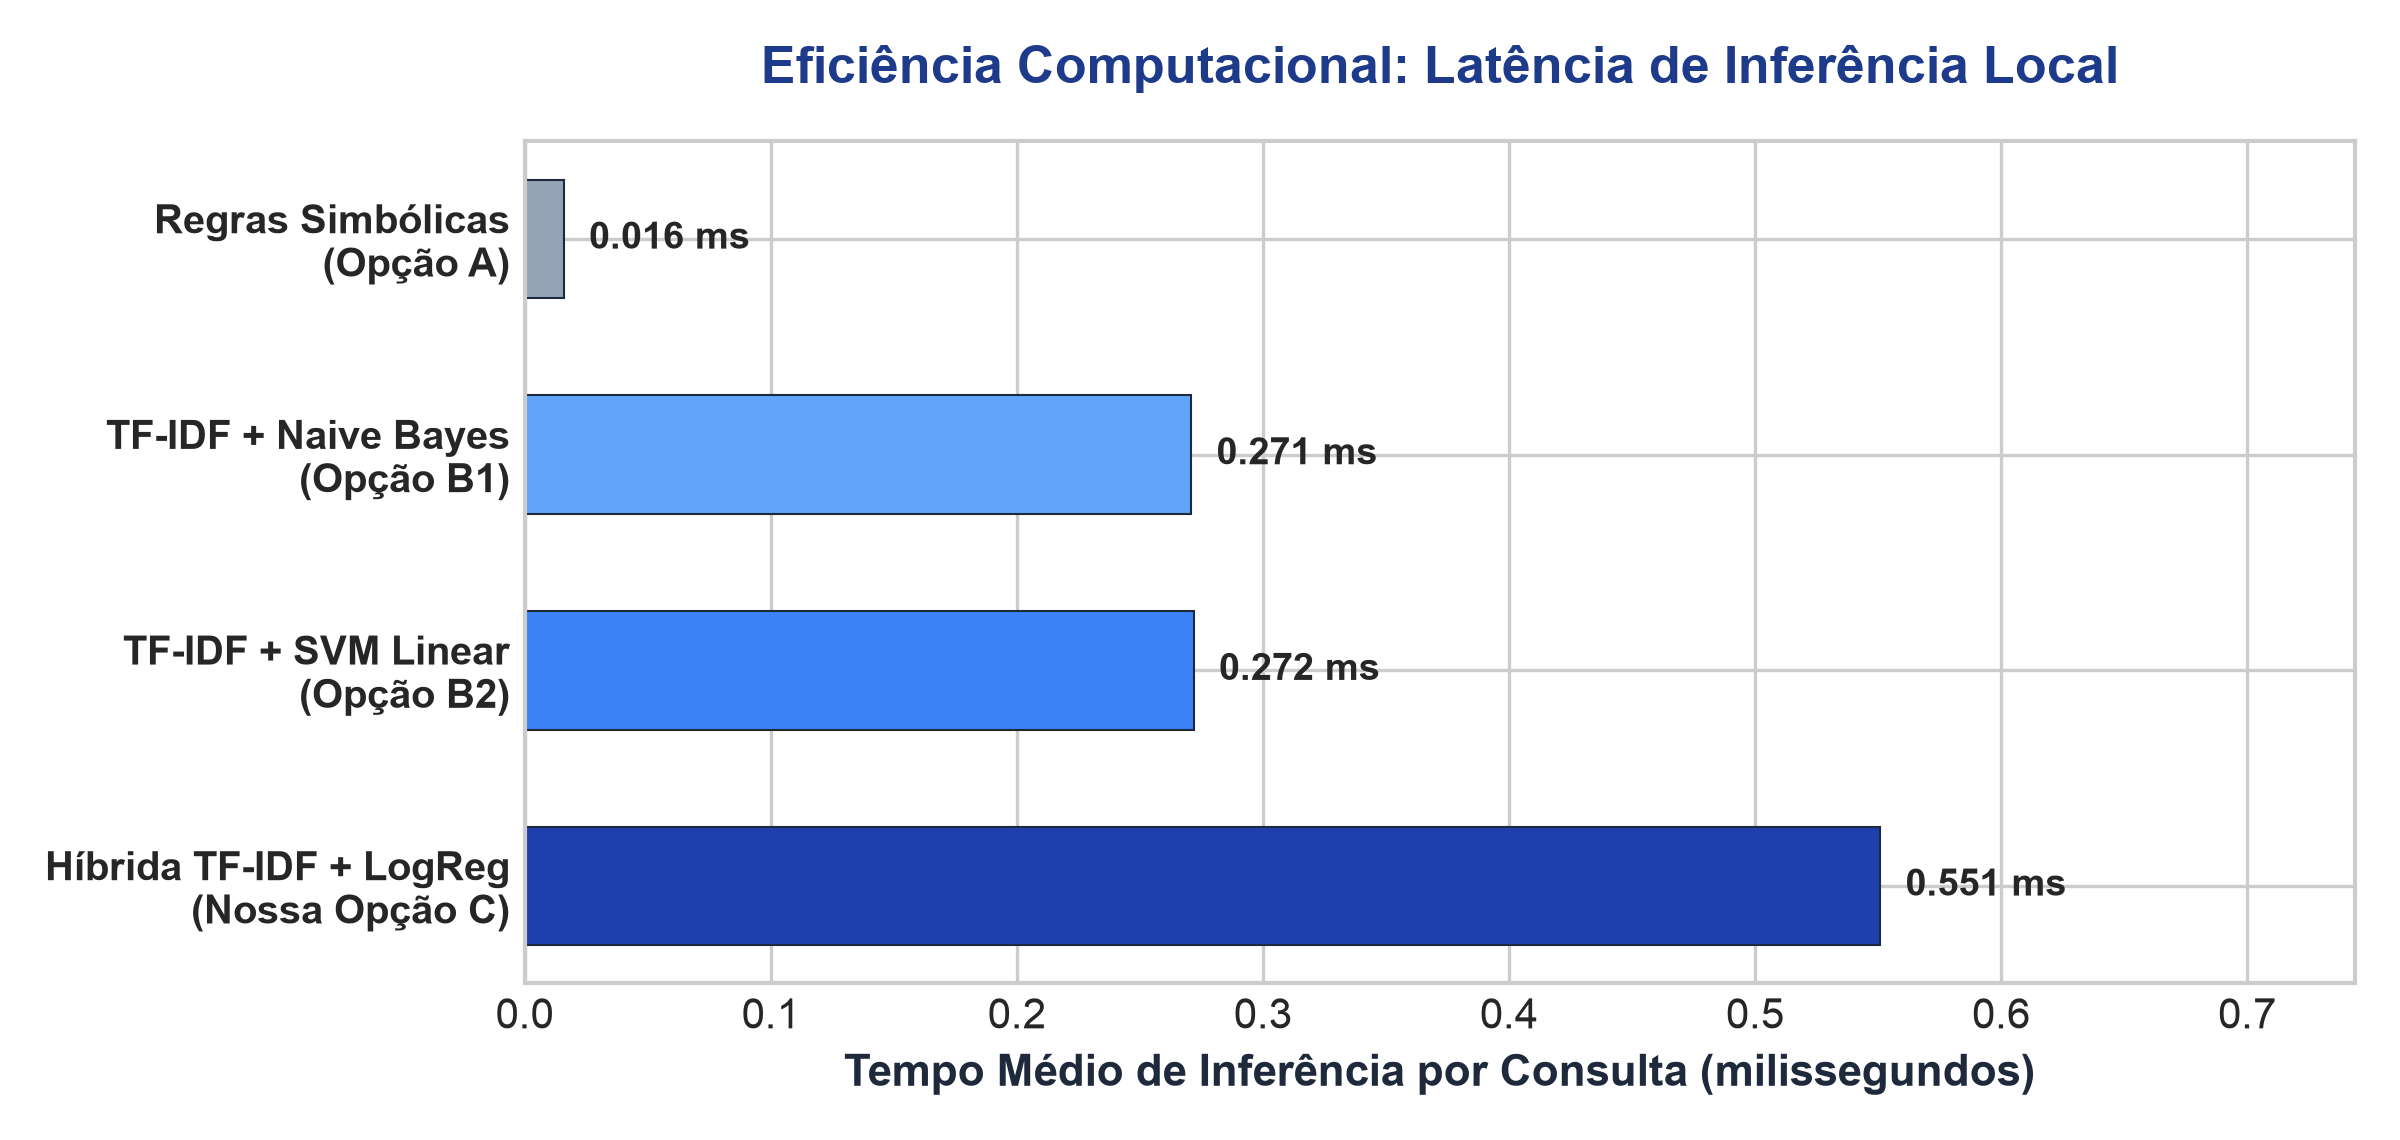 Eficiência Computacional: Latência de Inferência Local
Regras Simbólicas
(Opção A)
0.016 ms
TF-IDF + Naive Bayes
(Opção B1)
0.271 ms
TF-IDF + SVM Linear
(Opção B2)
0.272 ms
Híbrida TF-IDF + LogReg
(Nossa Opção C)
0.551 ms
0.0 0.1 0.2 0.3 0.4 0.5 0.6 0.7
Tempo Médio de Inferência por Consulta (milissegundos)